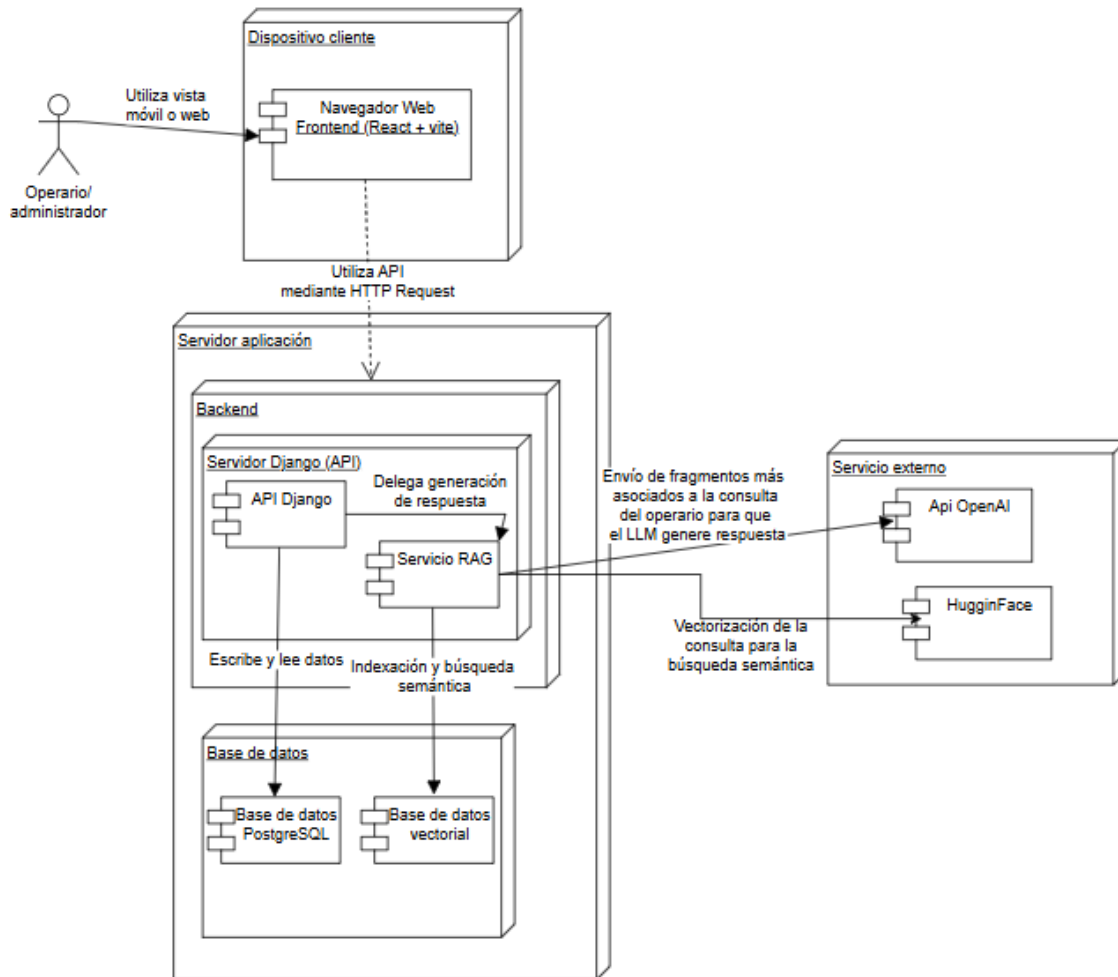 Dispositivo cliente
Utiliza vista
móvil o web
Navegador Web
Frontend (React + vite)
Operario/
administrador
Utiliza API
mediante HTTP Request
Servidor aplicación
Backend
Servidor Django (API)
API Django
Delega generación
de respuesta
Servicio RAG
Envío de fragmentos más
asociados a la consulta
del operario para que
el LLM genere respuesta
Servicio externo
Api OpenAI
HugginFace
Vectorización de la
consulta para la
búsqueda semántica
Escribe y lee datos
Indexación y búsqueda
semántica
Base de datos
Base de datos
PostgreSQL
Base de datos
vectorial